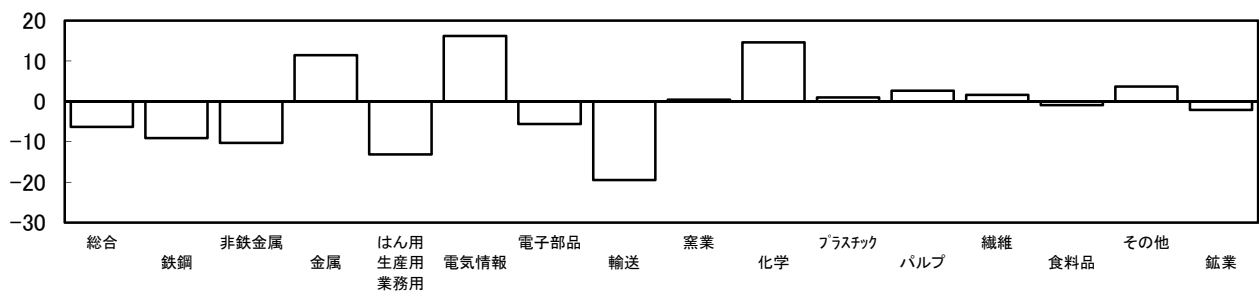 20
10
0
-10
-20
-30
総合
鉄鋼
非鉄金属
金属
はん用
生産用
業務用
電気情報
電子部品
輸送
窯業
化学
ﾌﾟﾗｽﾁｯｸ
パルプ
繊維
食料品
その他
鉱業